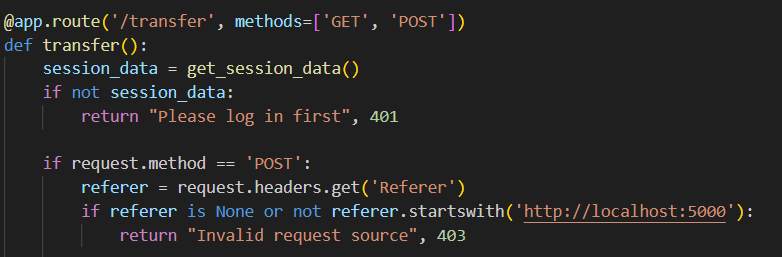 @app.route('/transfer', methods=['GET', 'POST'])
def transfer():
    session_data = get_session_data()
    if not session_data:
        return "Please log in first", 401

    if request.method == 'POST':
        referer = request.headers.get('Referer')
        if referer is None or not referer.startswith('http://localhost:5000'):
            return "Invalid request source", 403